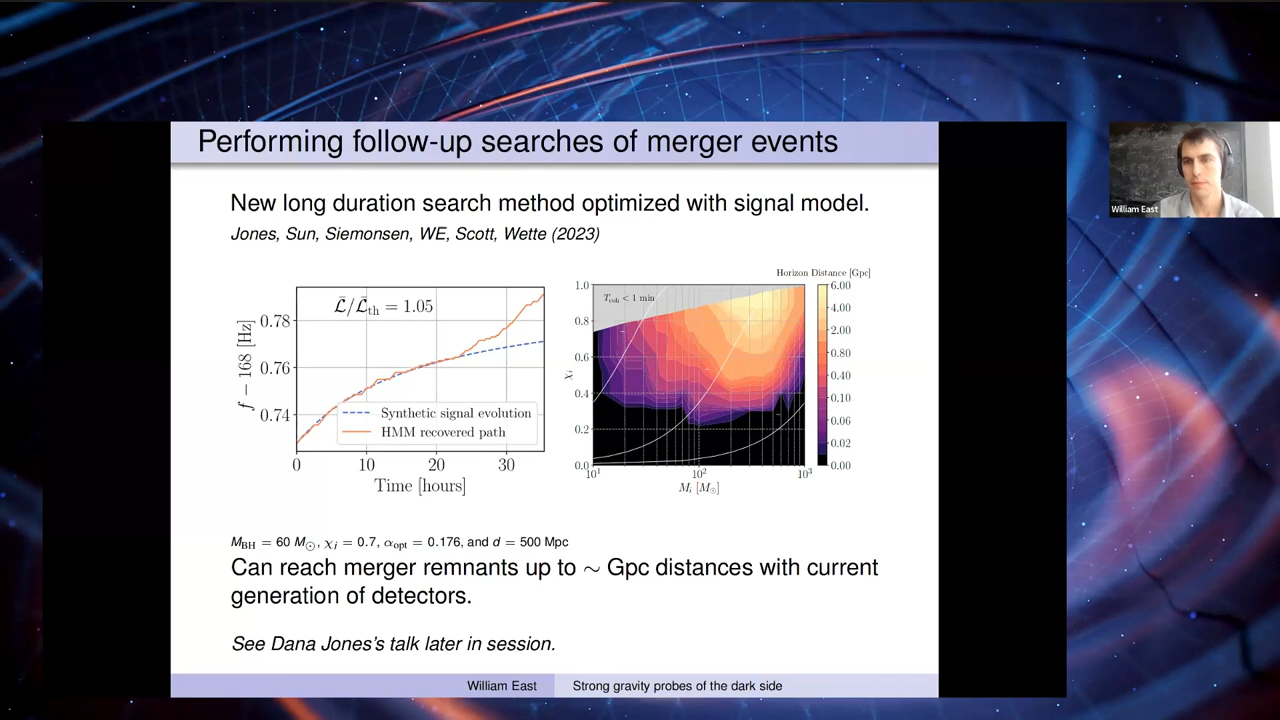 Performing follow-up searches of merger events
New long duration search method optimized with signal model.
Jones, Sun, Siemonsen, WE, Scott, Wette (2023)
William East
f − 168 [Hz]
0.78
0.76
0.74
ℒ̄/ℒ̄th = 1.05
Synthetic signal evolution
HMM recovered path
0
10
20
30
Time [hours]
Horizon Distance [Gpc]
χi
1.0
0.8
0.6
0.4
0.2
0.0
Tcoh < 1 min
10¹
10²
10³
Mi [M⊙]
6.00
4.00
2.00
0.80
0.40
0.10
0.06
0.02
0.00
MBH = 60 M⊙, χi = 0.7, αopt = 0.176, and d = 500 Mpc
Can reach merger remnants up to ∼ Gpc distances with current
generation of detectors.
See Dana Jones's talk later in session.
William East
Strong gravity probes of the dark side